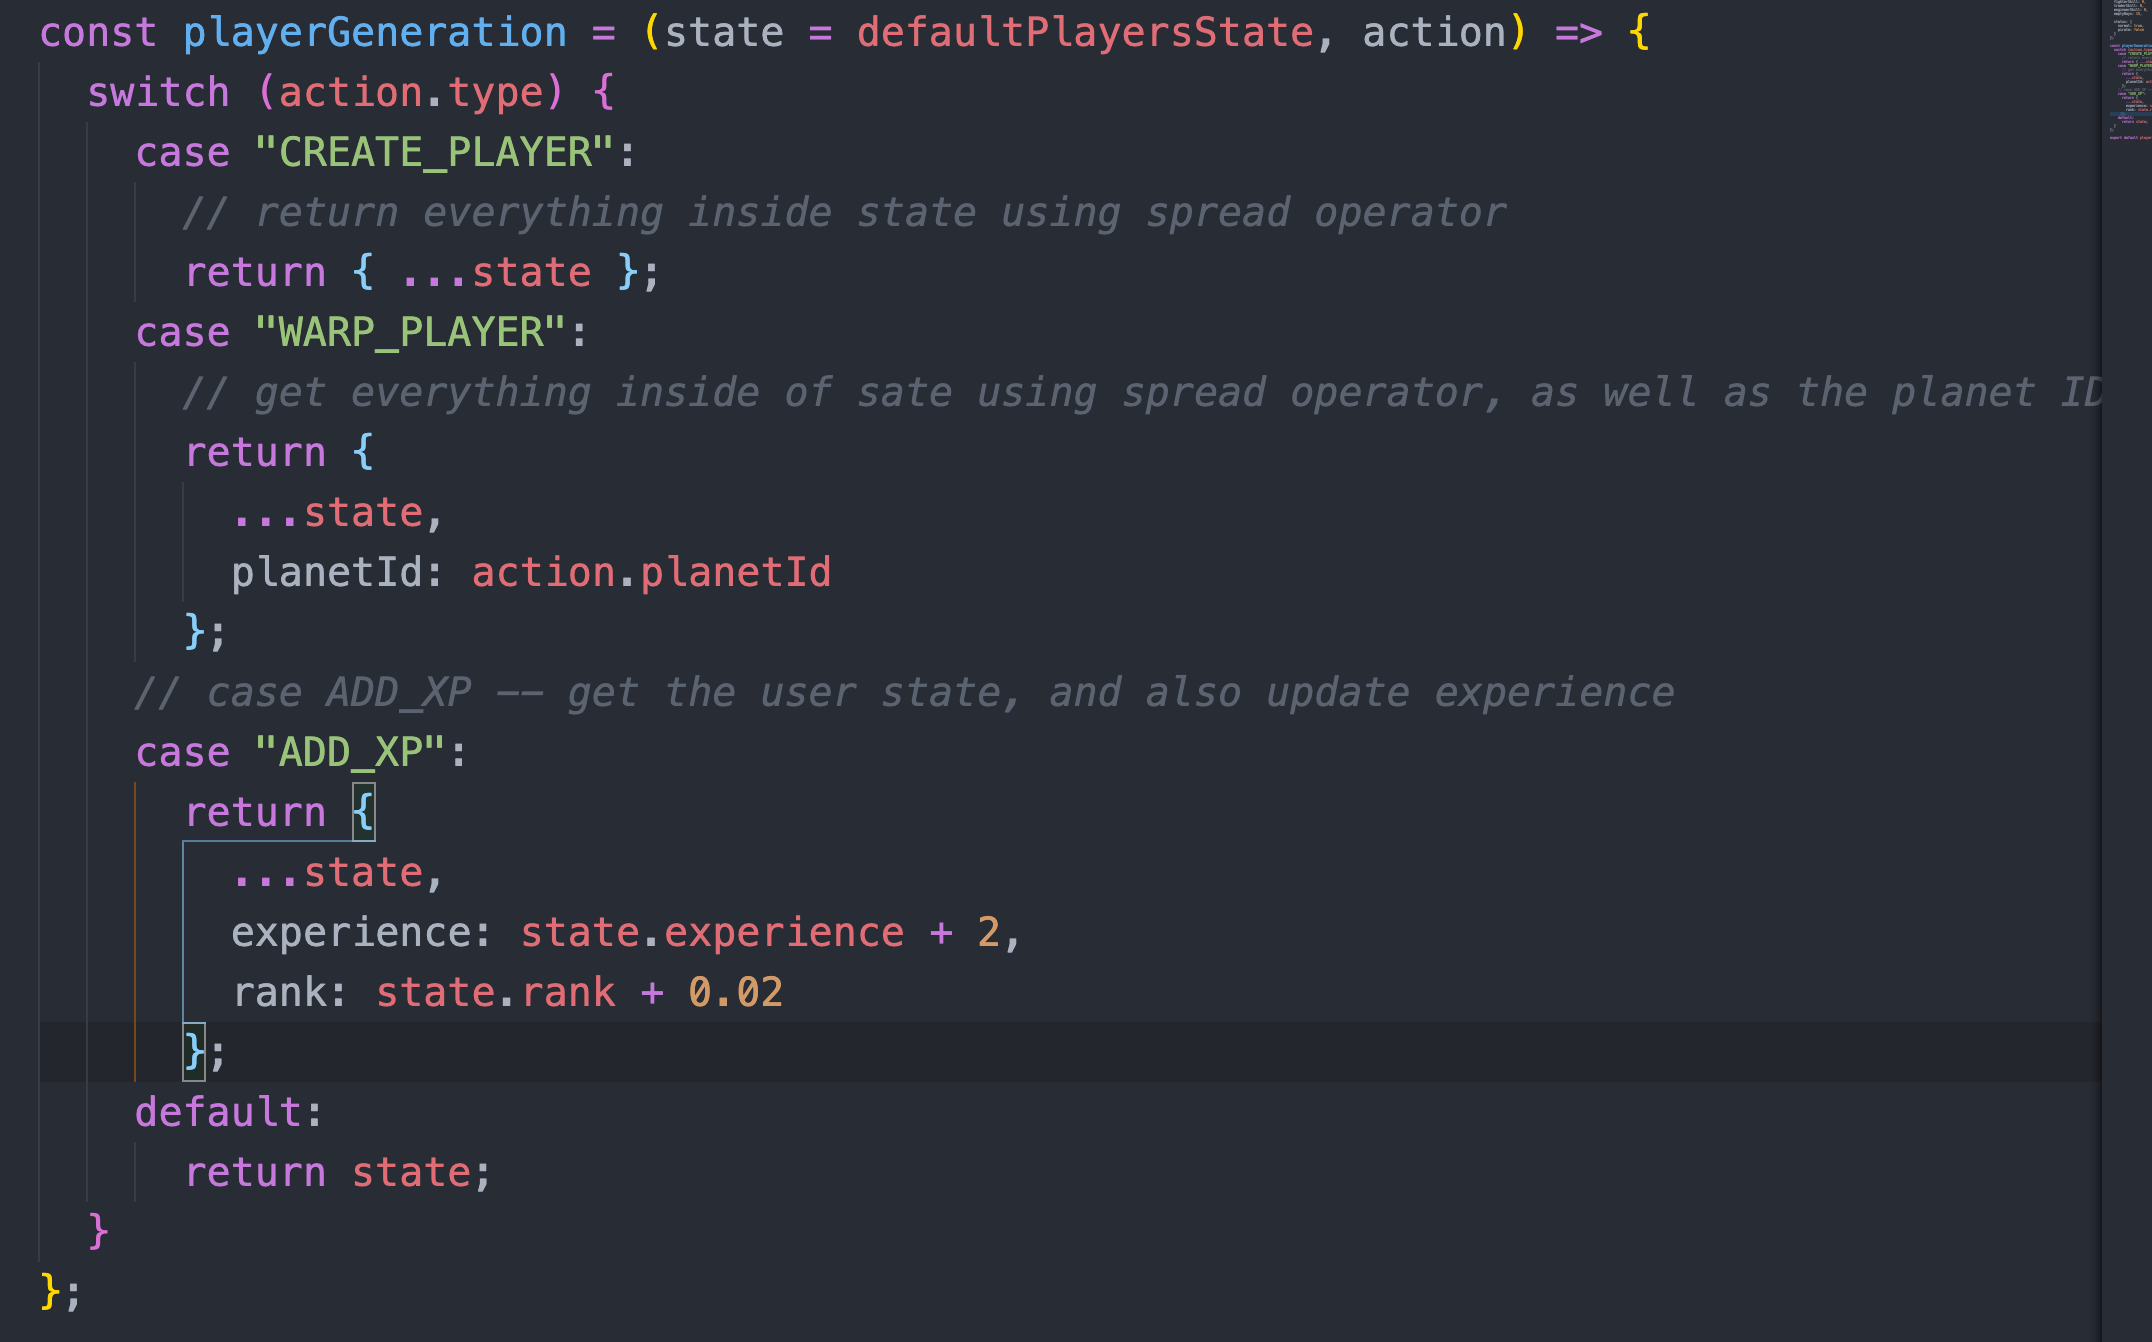 const playerGeneration = (state = defaultPlayersState, action) => {
switch (action.type) {
case "CREATE_PLAYER":
// return everything inside state using spread operator
return { ...state };
case "WARP_PLAYER":
// get everything inside of sate using spread operator, as well as the planet ID
return {
...state,
planetId: action.planetId
};
// case ADD_XP -- get the user state, and also update experience
case "ADD_XP":
return {
...state,
experience: state.experience + 2,
rank: state.rank + 0.02
};
default:
return state;
}
};